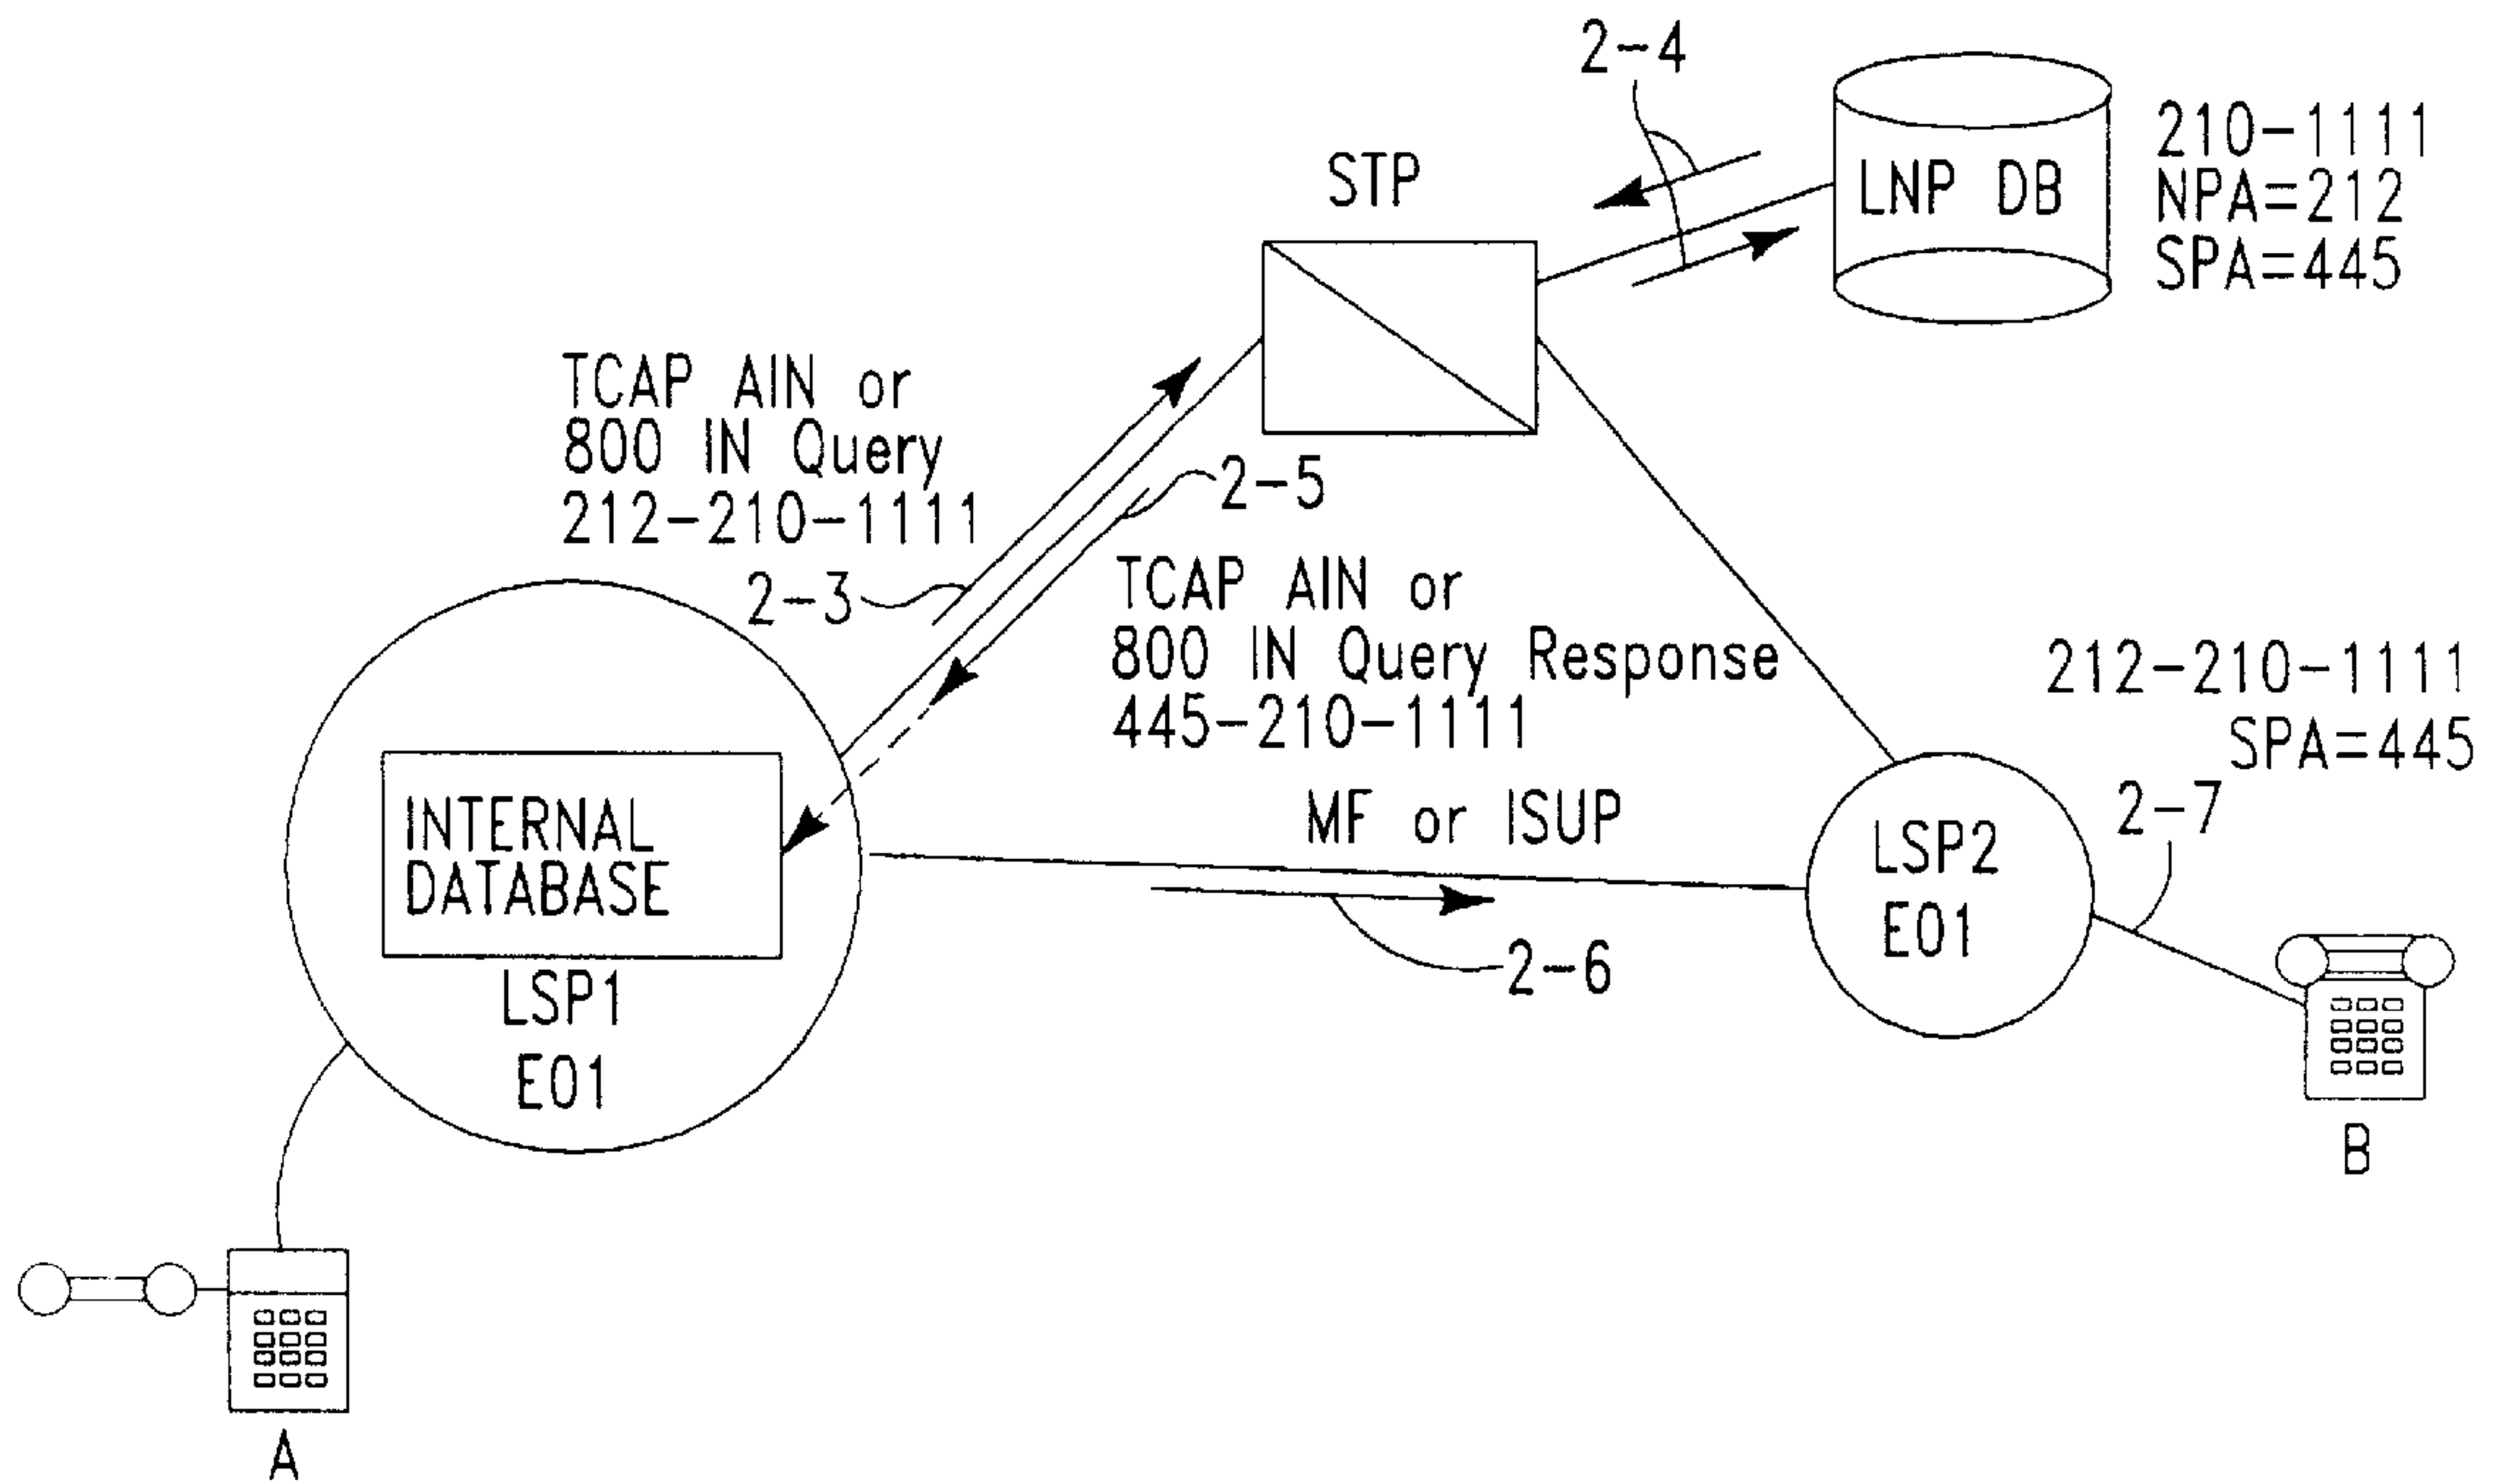 2-4
210-1111
NPA=212
SPA=445
LNP DB
STP
TCAP AIN or
800 IN Query
212-210-1111
2-3
2-5
TCAP AIN or
800 IN Query Response
445-210-1111
212-210-1111
SPA=445
2-7
MF or ISUP
INTERNAL
DATABASE
LSP1
EO1
LSP2
EO1
2-6
B
A